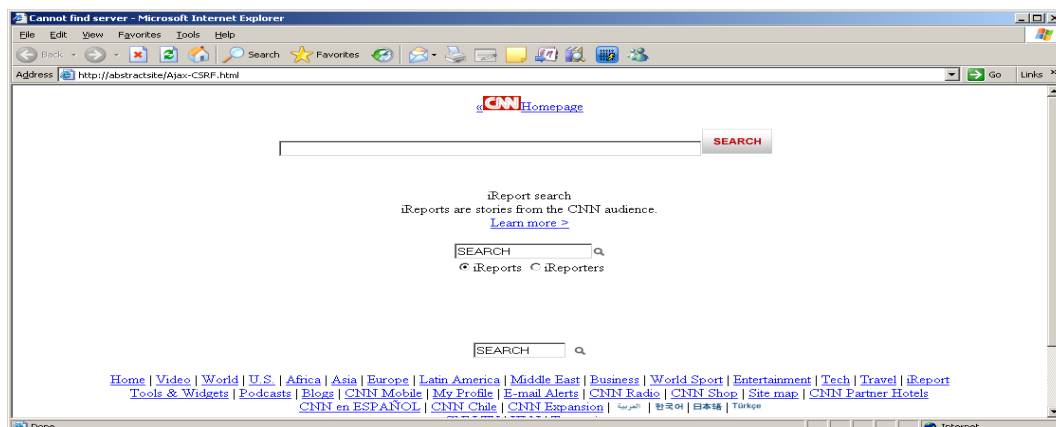 Cannot find server - Microsoft Internet Explorer
File Edit View Favorites Tools Help
Back Search Favorites
Address http://abstractsite/Ajax-CSRF.html Go Links »
«CNN Homepage
SEARCH
iReport search
iReports are stories from the CNN audience.
Learn more >
SEARCH
iReports iReporters
SEARCH
Home | Video | World | U.S. | Africa | Asia | Europe | Latin America | Middle East | Business | World Sport | Entertainment | Tech | Travel | iReport
Tools & Widgets | Podcasts | Blogs | CNN Mobile | My Profile | E-mail Alerts | CNN Radio | CNN Shop | Site map | CNN Partner Hotels
CNN en ESPAÑOL | CNN Chile | CNN Expansion | العربية | 한국어 | 日本語 | Türkçe
Done Internet